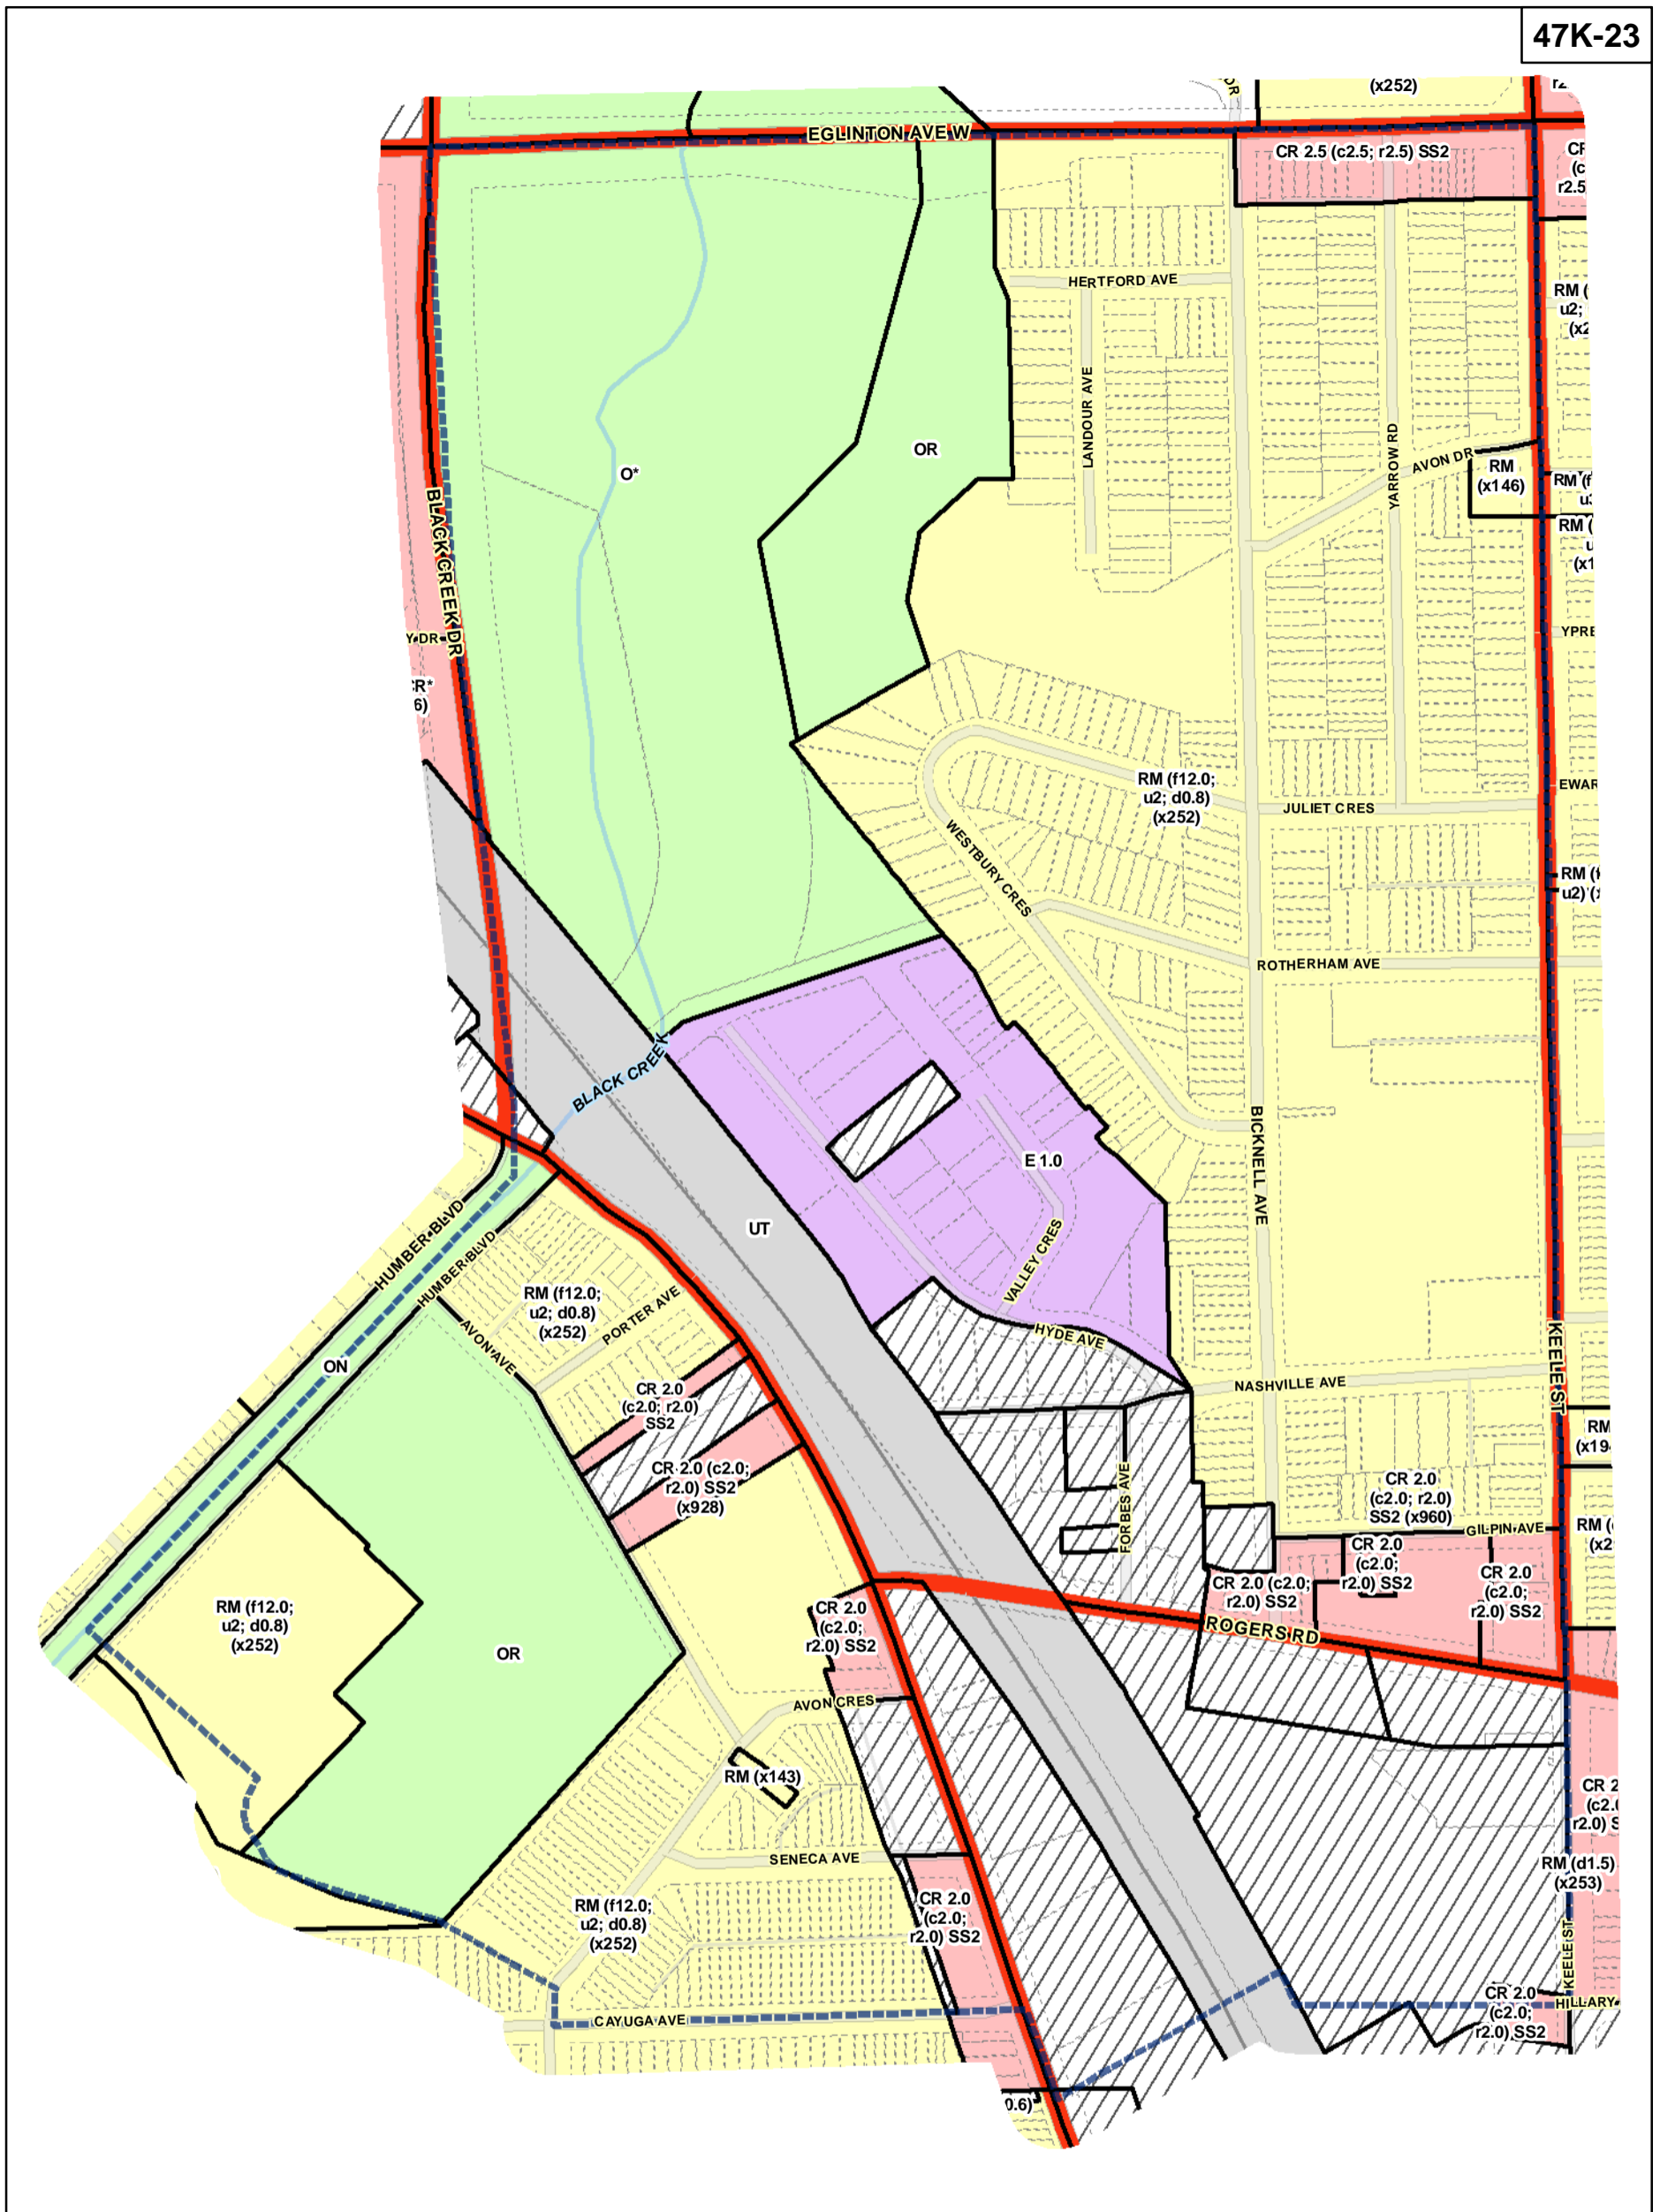 47K-23
(x252)
EGLINTON AVE W
CR 2.5 (c2.5; r2.5) SS2
r2.5
HERTFORD AVE
RM (
u2;
LANDOUR AVE
YARROW RD
OR
O*
AVON DR
RM
(x146)
BLACK CREEK DR
Y DR
6)
RM (f12.0;
u2; d0.8)
(x252)
JULIET CRES
WESTBURY CRES
ROTHERHAM AVE
BLACK CREEK
BICKNELL AVE
E 1.0
UT
VALLEY CRES
HYDE AVE
HUMBER BLVD
HUMBER BLVD
RM (f12.0;
u2; d0.8)
(x252)
PORTER AVE
AVON AVE
ON
KEELE ST
NASHVILLE AVE
CR 2.0
(c2.0; r2.0)
SS2
CR 2.0 (c2.0;
r2.0) SS2
(x928)
FORBES AVE
CR 2.0
(c2.0; r2.0)
SS2 (x960)
GILPIN AVE
CR 2.0
(c2.0;
r2.0) SS2
CR 2.0 (c2.0;
r2.0) SS2
CR 2.0
(c2.0;
r2.0) SS2
ROGERS RD
RM (f12.0;
u2; d0.8)
(x252)
OR
CR 2.0
(c2.0;
r2.0) SS2
AVON CRES
RM (x143)
SENECA AVE
RM (d1.5)
(x253)
CR 2.0
(c2.0;
r2.0) SS2
RM (f12.0;
u2; d0.8)
(x252)
KEELE ST
CAYUGA AVE
CR 2.0
(c2.0;
r2.0) SS2
HILLARY
0.6)